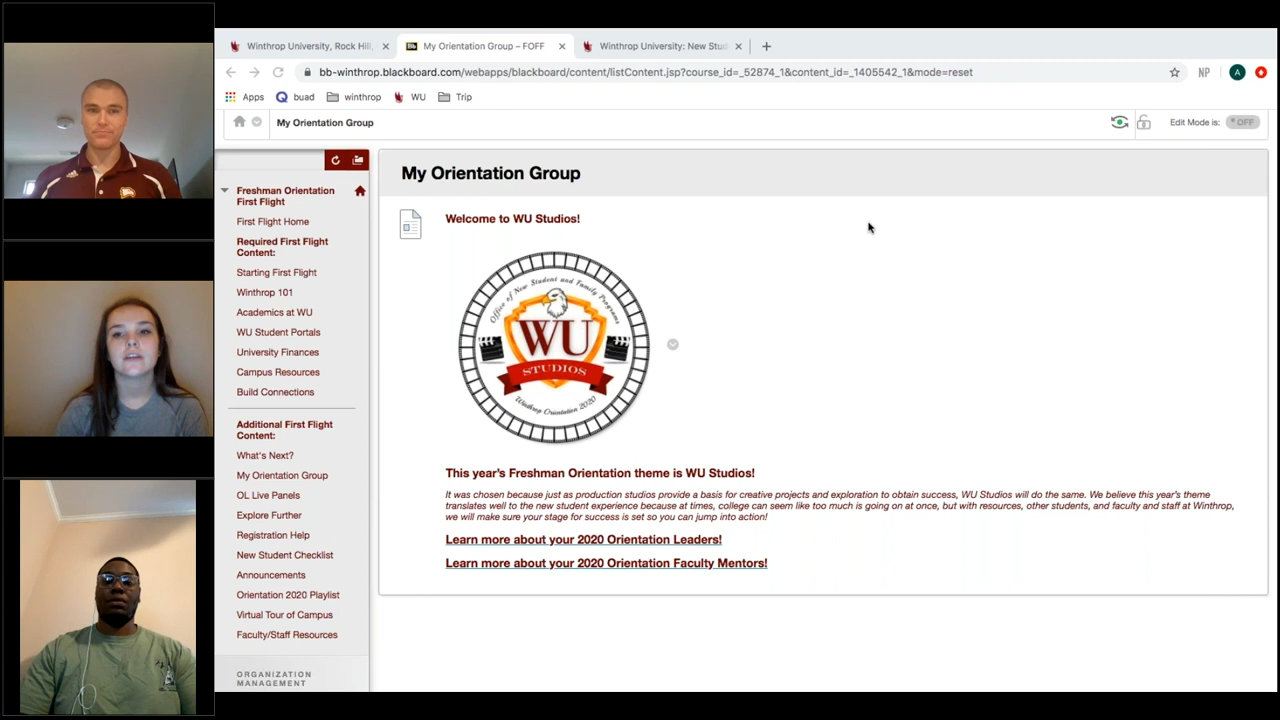 Winthrop University, Rock Hill,
My Orientation Group – FOFF
Winthrop University: New Stud
bb-winthrop.blackboard.com/webapps/blackboard/content/listContent.jsp?course_id=_52874_1&content_id=_1405542_1&mode=reset
NP
A
Apps
buad
winthrop
WU
Trip
My Orientation Group
Edit Mode is:
OFF
Freshman Orientation
First Flight
First Flight Home
Required First Flight
Content:
Starting First Flight
Winthrop 101
Academics at WU
WU Student Portals
University Finances
Campus Resources
Build Connections
Additional First Flight
Content:
What's Next?
My Orientation Group
OL Live Panels
Explore Further
Registration Help
New Student Checklist
Announcements
Orientation 2020 Playlist
Virtual Tour of Campus
Faculty/Staff Resources
ORGANIZATION
MANAGEMENT
My Orientation Group
Welcome to WU Studios!
Office of New Student and Family Programs
WU
STUDIOS
Winthrop Orientation 2020
This year's Freshman Orientation theme is WU Studios!
It was chosen because just as production studios provide a basis for creative projects and exploration to obtain success, WU Studios will do the same. We believe this year's theme
translates well to the new student experience because at times, college can seem like too much is going on at once, but with resources, other students, and faculty and staff at Winthrop,
we will make sure your stage for success is set so you can jump into action!
Learn more about your 2020 Orientation Leaders!
Learn more about your 2020 Orientation Faculty Mentors!